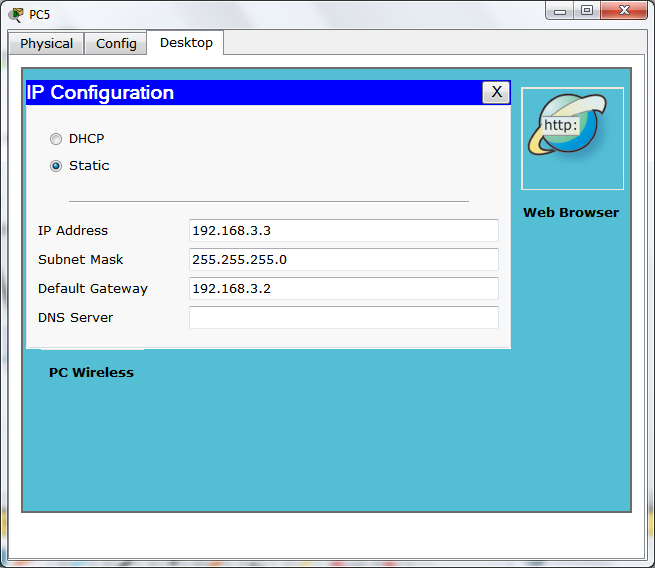 PC5
Physical Config Desktop
IP Configuration X
http:
DHCP
Static
Web Browser
IP Address 192.168.3.3
Subnet Mask 255.255.255.0
Default Gateway 192.168.3.2
DNS Server
PC Wireless